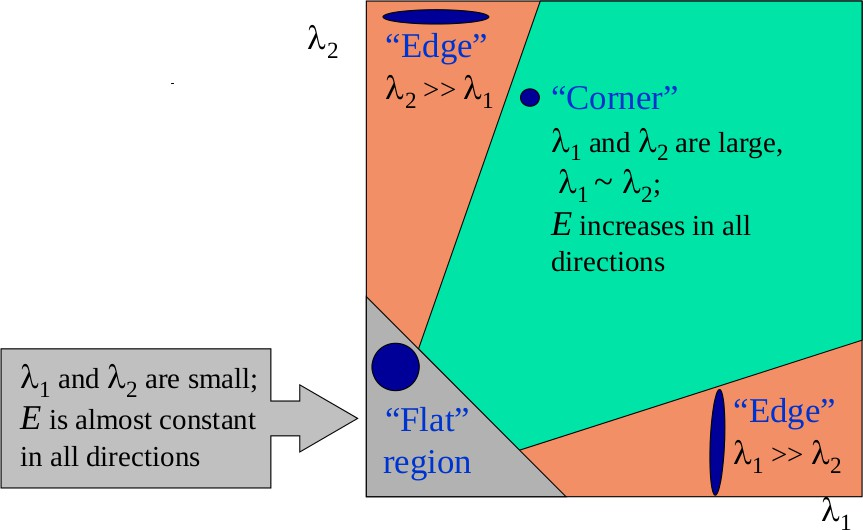 λ2
“Edge”
λ2 >> λ1
“Corner”
λ1 and λ2 are large,
λ1 ~ λ2;
E increases in all
directions
λ1 and λ2 are small;
E is almost constant
in all directions
“Flat”
region
“Edge”
λ1 >> λ2
λ1